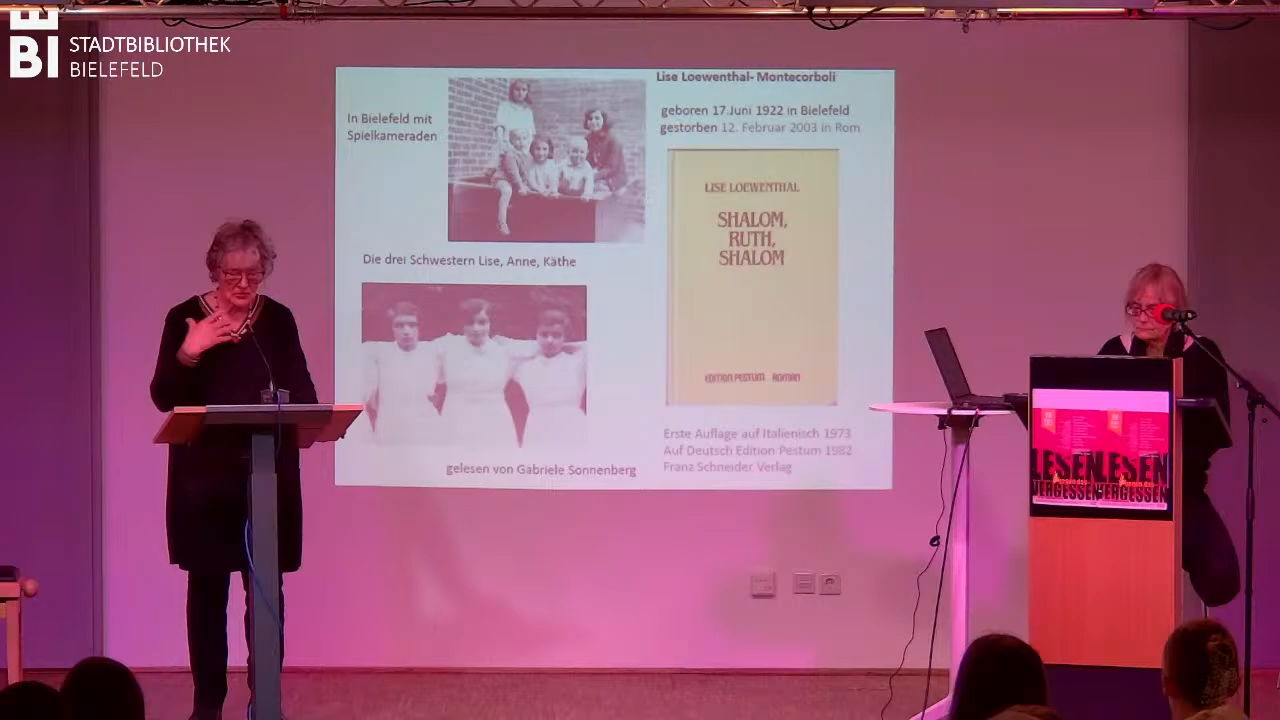 BIE
STADTBIBLIOTHEK
BIELEFELD
In Bielefeld mit
Spielkameraden
Lise Loewenthal- Montecorboli
geboren 17.Juni 1922 in Bielefeld
gestorben 12. Februar 2003 in Rom
LISE LOEWENTHAL
SHALOM,
RUTH,
SHALOM
EDITION PESTUM ROMAN
Die drei Schwestern Lise, Anne, Käthe
gelesen von Gabriele Sonnenberg
Erste Auflage auf Italienisch 1973
Auf Deutsch Edition Pestum 1982
Franz Schneider Verlag
LESEN LESEN
VERGESSEN VERGESSEN